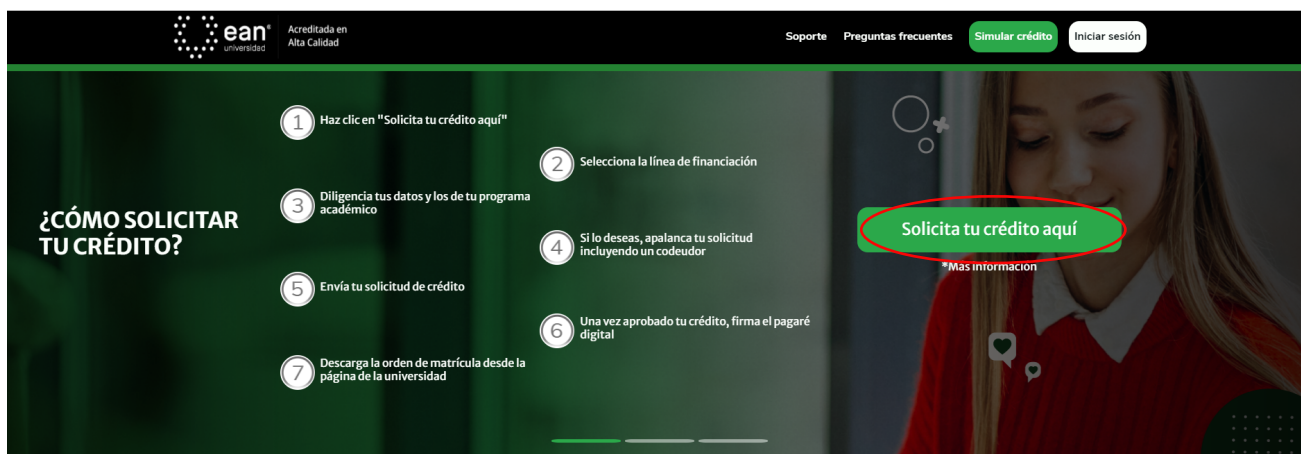 ean®
universidad
Acreditada en
Alta Calidad
Soporte
Preguntas frecuentes
Simular crédito
Iniciar sesión
¿CÓMO SOLICITAR
TU CRÉDITO?
1
Haz clic en "Solicita tu crédito aquí"
2
Selecciona la línea de financiación
3
Diligencia tus datos y los de tu programa
académico
4
Si lo deseas, apalanca tu solicitud
incluyendo un codeudor
5
Envía tu solicitud de crédito
6
Una vez aprobado tu crédito, firma el pagaré
digital
7
Descarga la orden de matrícula desde la
página de la universidad
Solicita tu crédito aquí
*Mas información